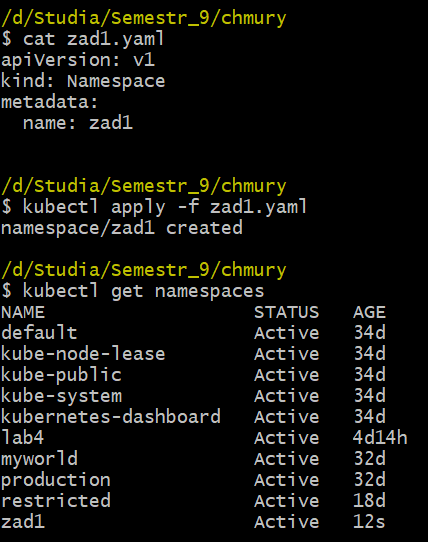 /d/Studia/Semestr_9/chmury
$ cat zad1.yaml
apiVersion: v1
kind: Namespace
metadata:
  name: zad1
/d/Studia/Semestr_9/chmury
$ kubectl apply -f zad1.yaml
namespace/zad1 created
/d/Studia/Semestr_9/chmury
$ kubectl get namespaces
NAME                   STATUS   AGE
default                Active   34d
kube-node-lease        Active   34d
kube-public            Active   34d
kube-system            Active   34d
kubernetes-dashboard   Active   34d
lab4                   Active   4d14h
myworld                Active   32d
production             Active   32d
restricted             Active   18d
zad1                   Active   12s